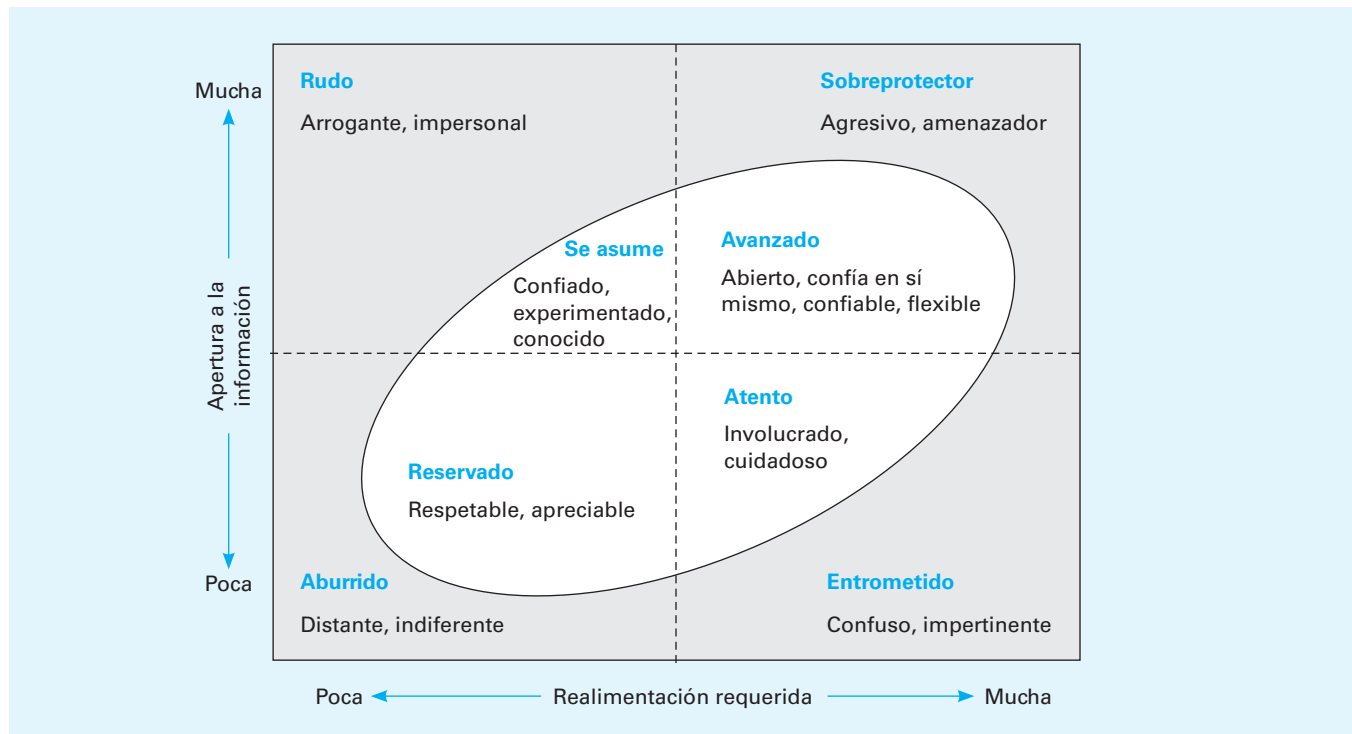 Mucha
Apertura a la
información
Poca
Rudo
Arrogante, impersonal
Sobreprotector
Agresivo, amenazador
Se asume
Confiado,
experimentado,
conocido
Avanzado
Abierto, confía en sí
mismo, confiable, flexible
Atento
Involucrado,
cuidadoso
Reservado
Respetable, apreciable
Aburrido
Distante, indiferente
Entrometido
Confuso, impertinente
Poca
Realimentación requerida
Mucha